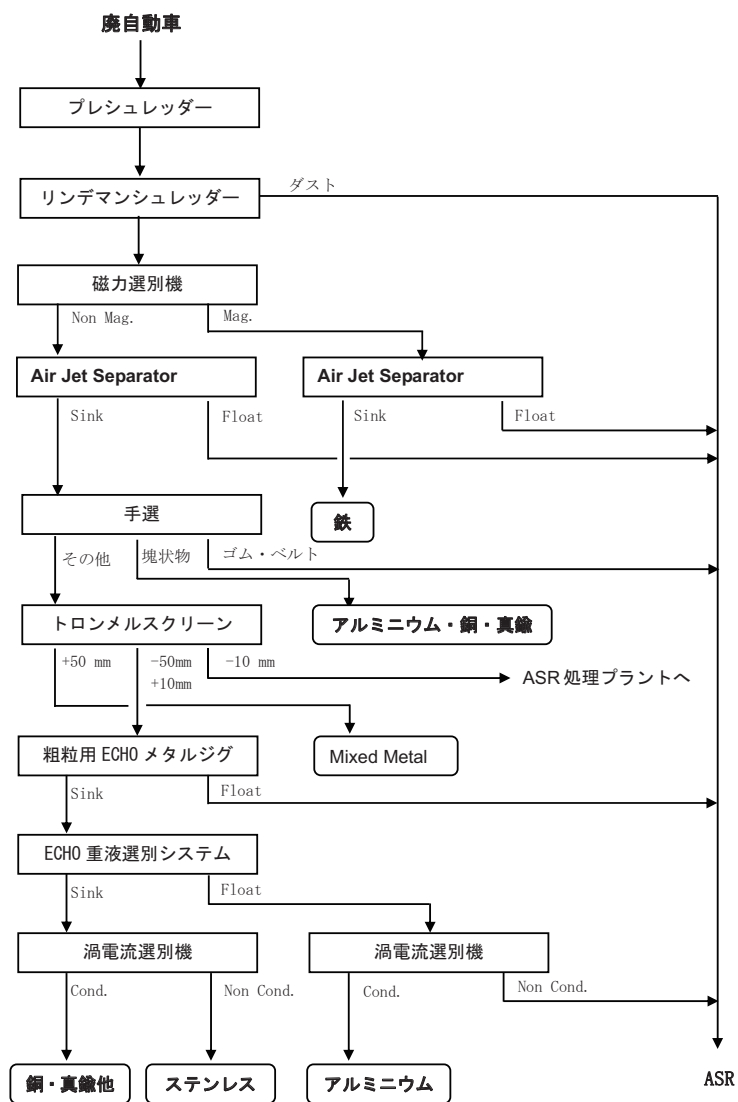 廃自動車
プレシュレッダー
リンデマンシュレッダー
ダスト
磁力選別機
Non Mag.
Mag.
Air Jet Separator
Air Jet Separator
Sink
Float
Sink
Float
手選
鉄
その他
塊状物
ゴム・ベルト
トロンメルスクリーン
アルミニウム・銅・真鍮
+50 mm
-50mm
+10mm
-10 mm
ASR 処理プラントへ
粗粒用 ECHO メタルジグ
Mixed Metal
Sink
Float
ECHO 重液選別システム
Sink
Float
渦電流選別機
渦電流選別機
Cond.
Non Cond.
Cond.
Non Cond.
銅・真鍮他
ステンレス
アルミニウム
ASR